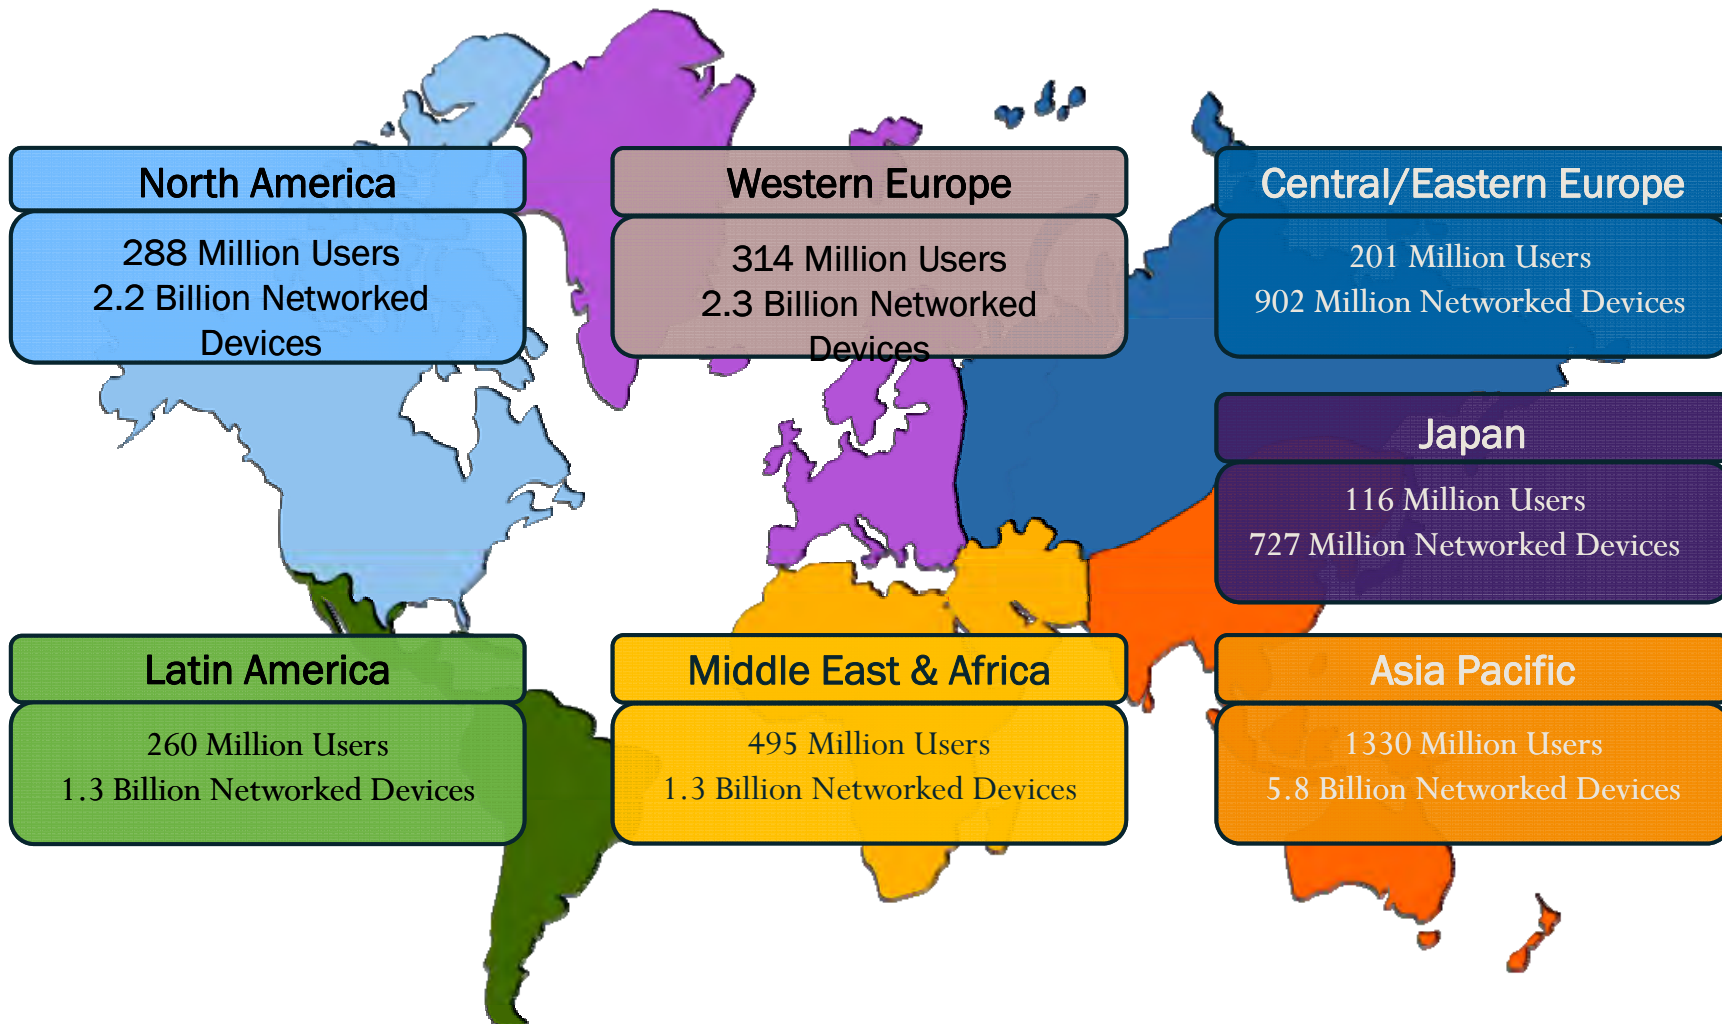 North America
288 Million Users
2.2 Billion Networked
Devices
Western Europe
314 Million Users
2.3 Billion Networked
Devices
Central/Eastern Europe
201 Million Users
902 Million Networked Devices
Japan
116 Million Users
727 Million Networked Devices
Latin America
260 Million Users
1.3 Billion Networked Devices
Middle East & Africa
495 Million Users
1.3 Billion Networked Devices
Asia Pacific
1330 Million Users
5.8 Billion Networked Devices